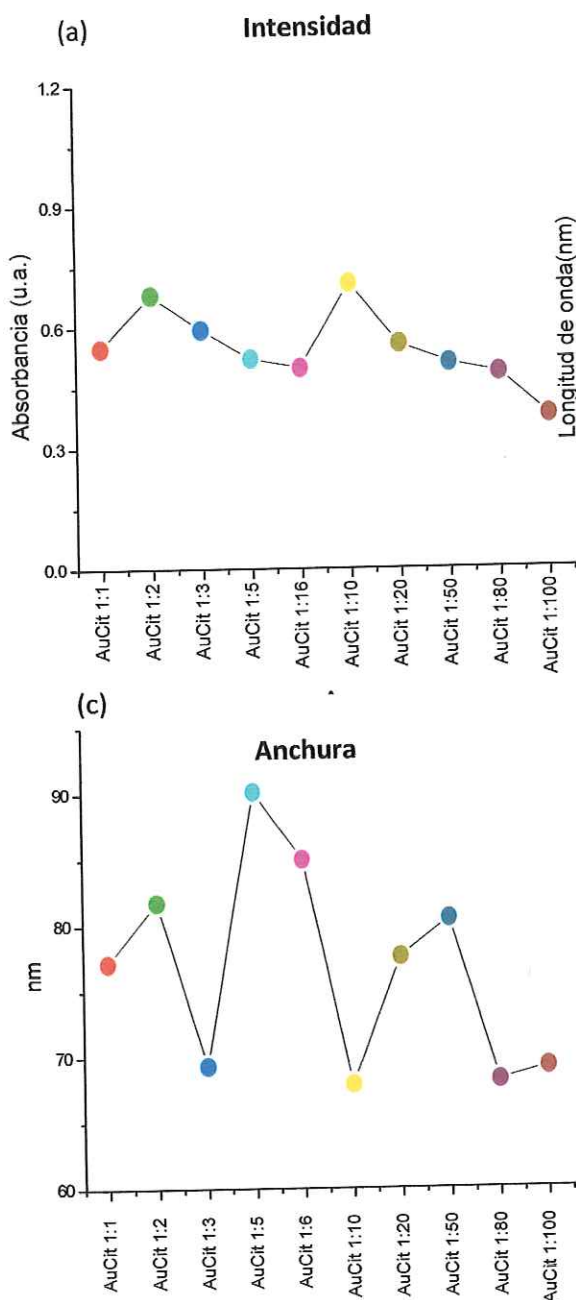 (a)
Intensidad
1.2
0.9
0.6
0.3
0.0
Absorbancia (u.a.)
Longitud de onda(nm)
AuCit 1:1
AuCit 1:2
AuCit 1:3
AuCit 1:5
AuCit 1:16
AuCit 1:10
AuCit 1:20
AuCit 1:50
AuCit 1:80
AuCit 1:100
(c)
Anchura
90
80
70
60
nm
AuCit 1:1
AuCit 1:2
AuCit 1:3
AuCit 1:5
AuCit 1:6
AuCit 1:10
AuCit 1:20
AuCit 1:50
AuCit 1:80
AuCit 1:100